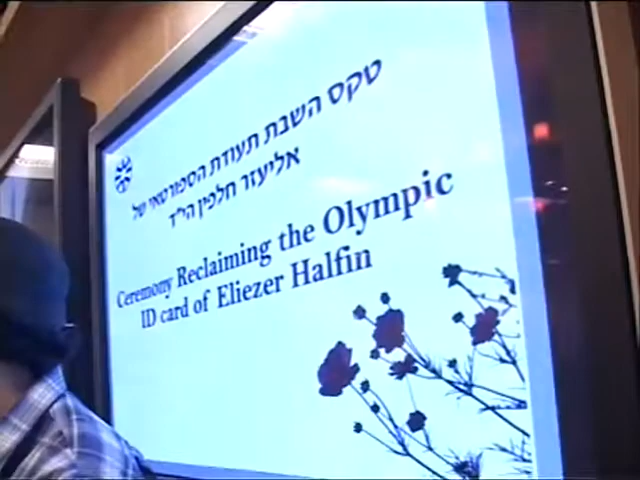 טקס השבת תעודת הספורטאי של
אליעזר חלפין הי"ד
Ceremony Reclaiming the Olympic
ID card of Eliezer Halfin